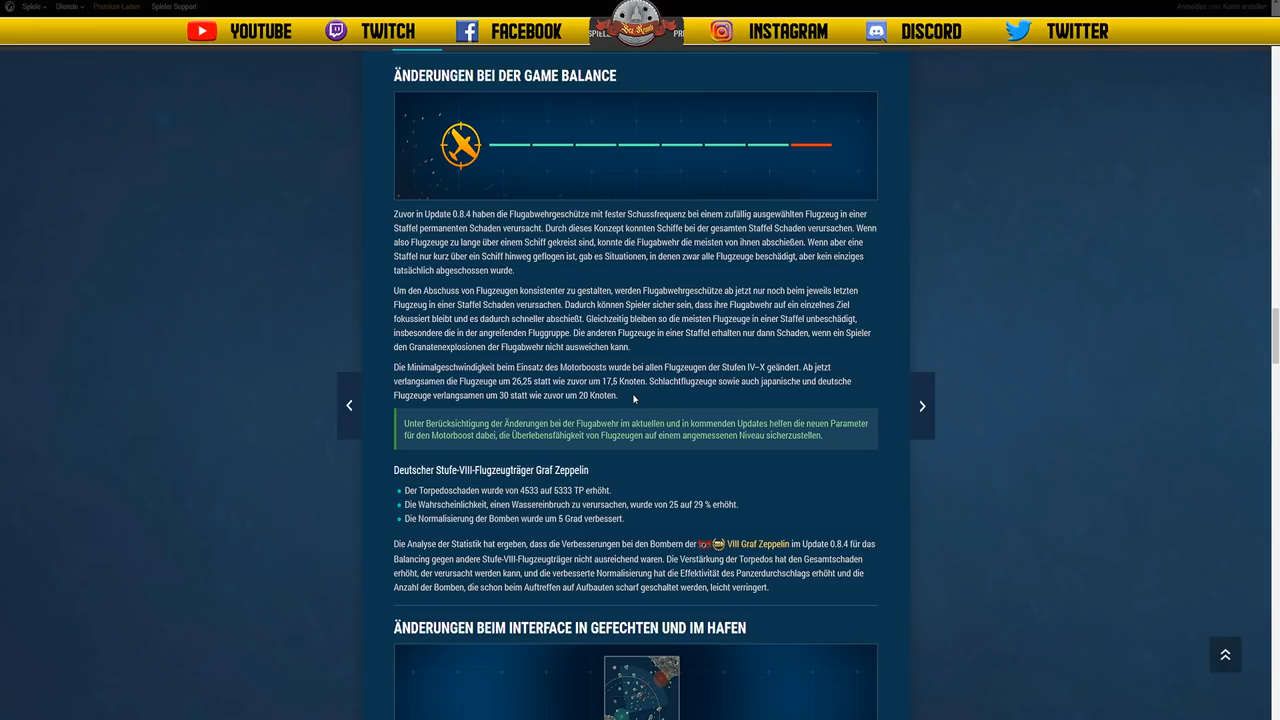 Spiele
Dienste
Premium-Laden
Spieler Support
Anmelden oder Konto erstellen
YOUTUBE
TWITCH
FACEBOOK
INSTAGRAM
DISCORD
TWITTER
ÄNDERUNGEN BEI DER GAME BALANCE
Zuvor in Update 0.8.4 haben die Flugabwehrgeschütze mit fester Schussfrequenz bei einem zufällig ausgewählten Flugzeug in einer
Staffel permanenten Schaden verursacht. Durch dieses Konzept konnten Schiffe bei der gesamten Staffel Schaden verursachen. Wenn
also Flugzeuge zu lange über einem Schiff gekreist sind, konnte die Flugabwehr die meisten von ihnen abschießen. Wenn aber eine
Staffel nur kurz über ein Schiff hinweg geflogen ist, gab es Situationen, in denen zwar alle Flugzeuge beschädigt, aber kein einziges
tatsächlich abgeschossen wurde.
Um den Abschuss von Flugzeugen konsistenter zu gestalten, werden Flugabwehrgeschütze ab jetzt nur noch beim jeweils letzten
Flugzeug in einer Staffel Schaden verursachen. Dadurch können Spieler sicher sein, dass ihre Flugabwehr auf ein einzelnes Ziel
fokussiert bleibt und es dadurch schneller abschießt. Gleichzeitig bleiben so die meisten Flugzeuge in einer Staffel unbeschädigt,
insbesondere die in der angreifenden Fluggruppe. Die anderen Flugzeuge in einer Staffel erhalten nur dann Schaden, wenn ein Spieler
den Granatenexplosionen der Flugabwehr nicht ausweichen kann.
Die Minimalgeschwindigkeit beim Einsatz des Motorboosts wurde bei allen Flugzeugen der Stufen IV–X geändert. Ab jetzt
verlangsamen die Flugzeuge um 26,25 statt wie zuvor um 17,5 Knoten. Schlachtflugzeuge sowie auch japanische und deutsche
Flugzeuge verlangsamen um 30 statt wie zuvor um 20 Knoten.
Unter Berücksichtigung der Änderungen bei der Flugabwehr im aktuellen und in kommenden Updates helfen die neuen Parameter
für den Motorboost dabei, die Überlebensfähigkeit von Flugzeugen auf einem angemessenen Niveau sicherzustellen.
Deutscher Stufe-VIII-Flugzeugträger Graf Zeppelin
Der Torpedoschaden wurde von 4533 auf 5333 TP erhöht.
Die Wahrscheinlichkeit, einen Wassereinbruch zu verursachen, wurde von 25 auf 29 % erhöht.
Die Normalisierung der Bomben wurde um 5 Grad verbessert.
Die Analyse der Statistik hat ergeben, dass die Verbesserungen bei den Bombern der VIII Graf Zeppelin im Update 0.8.4 für das
Balancing gegen andere Stufe-VIII-Flugzeugträger nicht ausreichend waren. Die Verstärkung der Torpedos hat den Gesamtschaden
erhöht, der verursacht werden kann, und die verbesserte Normalisierung hat die Effektivität des Panzerdurchschlags erhöht und die
Anzahl der Bomben, die schon beim Auftreffen auf Aufbauten scharf geschaltet werden, leicht verringert.
ÄNDERUNGEN BEIM INTERFACE IN GEFECHTEN UND IM HAFEN